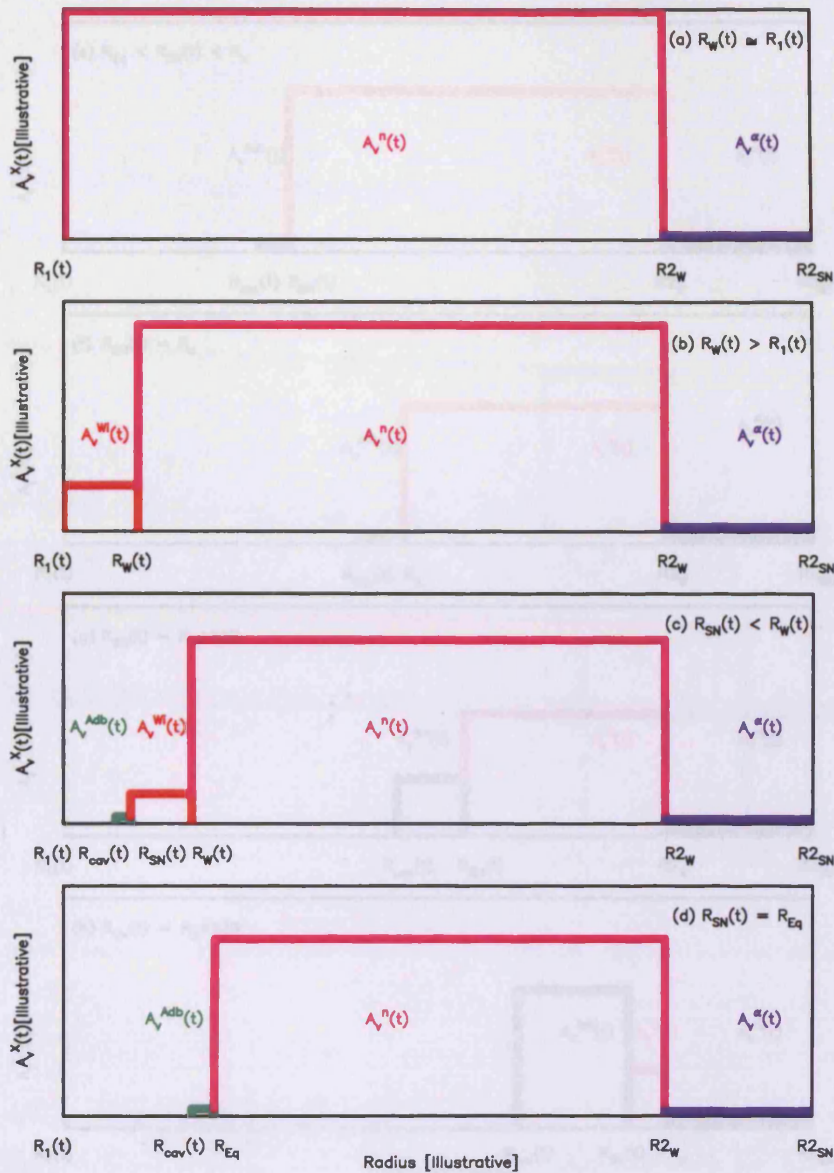 (a) R_W(t) ≃ R_1(t)
A_v^X(t)[Illustrative]
A_v^n(t)
A_v^α(t)
R_1(t) R2_W R2_SN
(b) R_W(t) > R_1(t)
A_v^X(t)[Illustrative]
A_v^Wi(t) A_v^n(t) A_v^α(t)
R_1(t) R_W(t) R2_W R2_SN
(c) R_SN(t) < R_W(t)
A_v^X(t)[Illustrative]
A_v^Adb(t) A_v^Wi(t) A_v^n(t) A_v^α(t)
R_1(t) R_cav(t) R_SN(t) R_W(t) R2_W R2_SN
(d) R_SN(t) = R_Eq
A_v^X(t)[Illustrative]
A_v^Adb(t) A_v^n(t) A_v^α(t)
R_1(t) R_cav(t) R_Eq R2_W R2_SN
Radius [Illustrative]